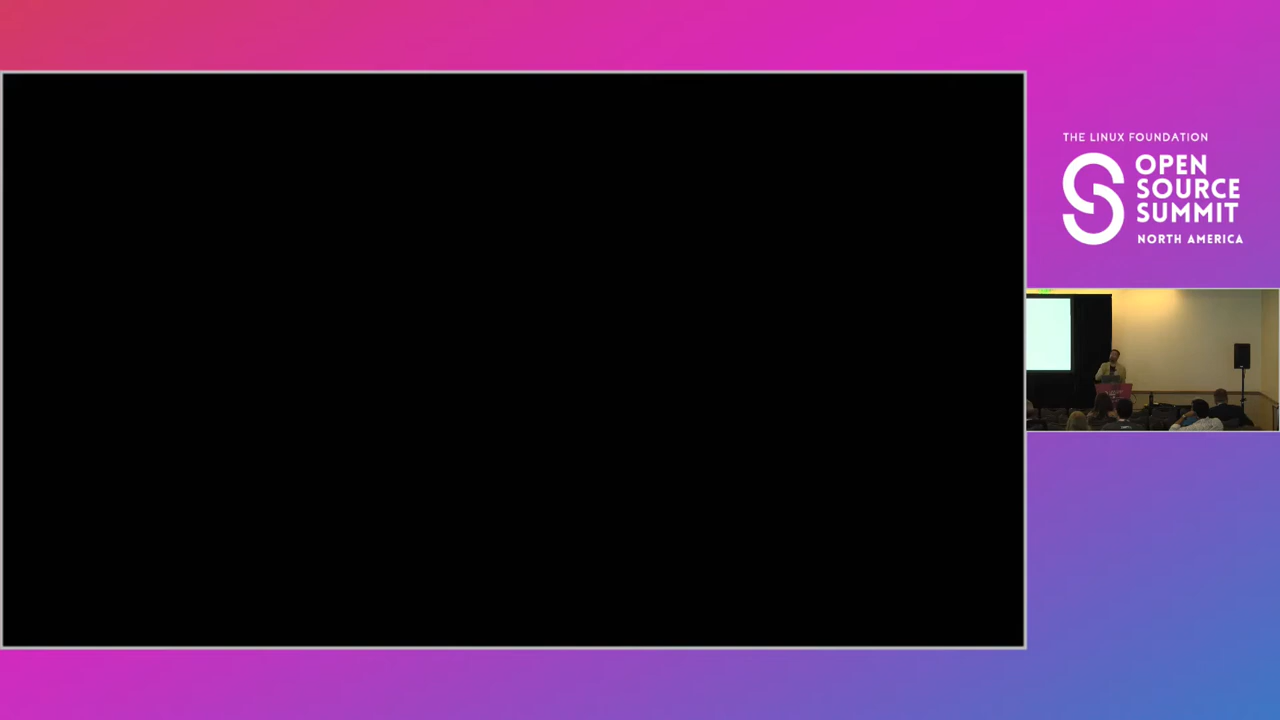 THE LINUX FOUNDATION
OPEN
SOURCE
SUMMIT
NORTH AMERICA